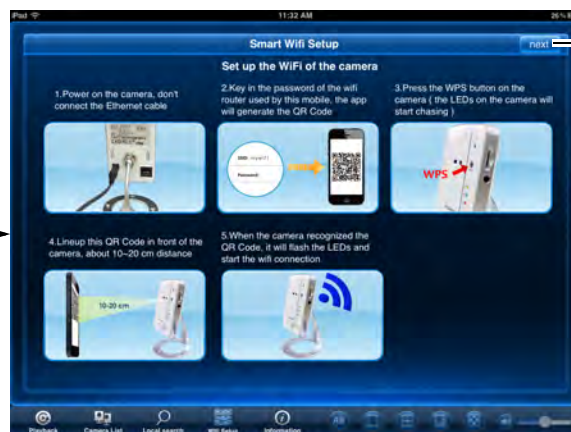 iPad
11:32 AM
26%
Smart Wifi Setup
next
Set up the WiFi of the camera
1.Power on the camera, don't
connect the Ethernet cable
2.Key in the password of the wifi
router used by this mobile, the app
will generate the QR Code
3.Press the WPS button on the
camera ( the LEDs on the camera will
start chasing )
Password:
WPS
4.Lineup this QR Code in front of the
camera, about 10~20 cm distance
5.When the camera recognized the
QR Code, it will flash the LEDs and
start the wifi connection
10-20 cm
Playback
Camera List
Local search
Wifi Setup
Information